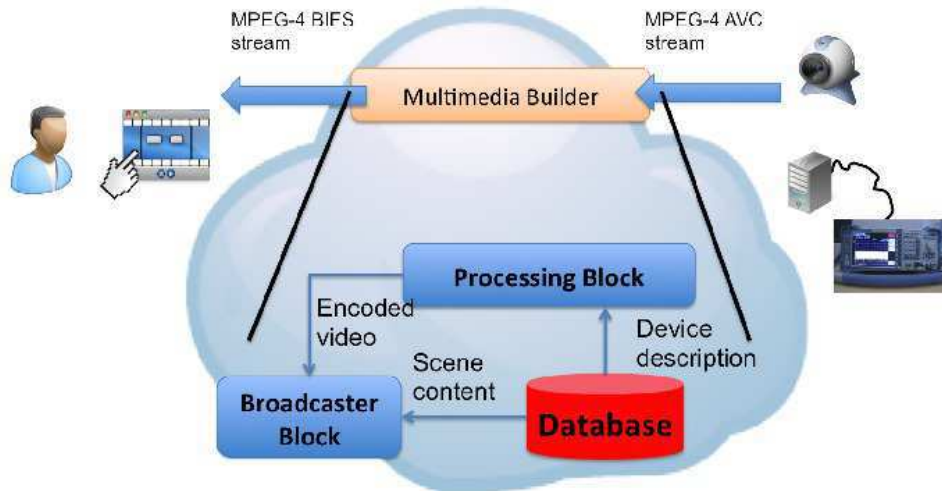 MPEG-4 BIFS
stream
MPEG-4 AVC
stream
Multimedia Builder
Processing Block
Encoded
video
Device
description
Scene
content
Broadcaster
Block
Database